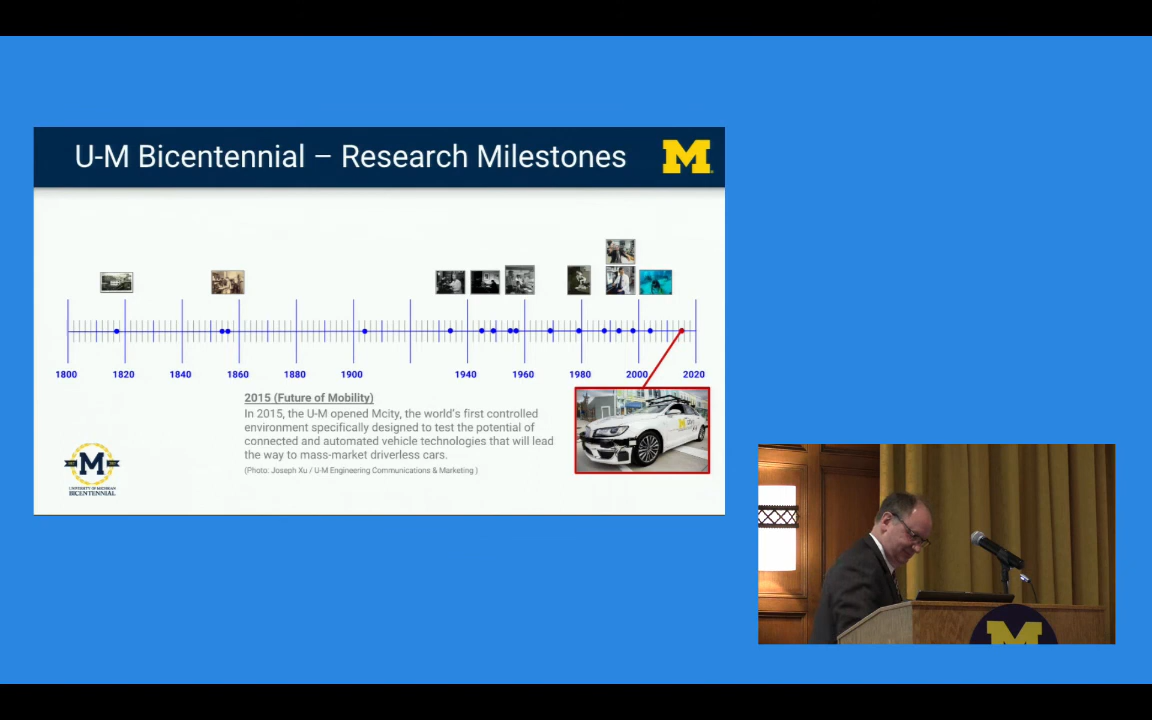 U-M Bicentennial – Research Milestones
M
1800 1820 1840 1860 1880 1900 1940 1960 1980 2000 2020
2015 (Future of Mobility)
In 2015, the U-M opened Mcity, the world's first controlled
environment specifically designed to test the potential of
connected and automated vehicle technologies that will lead
the way to mass-market driverless cars.
(Photo: Joseph Xu / U-M Engineering Communications & Marketing )
M
UNIVERSITY OF MICHIGAN
BICENTENNIAL
M
M